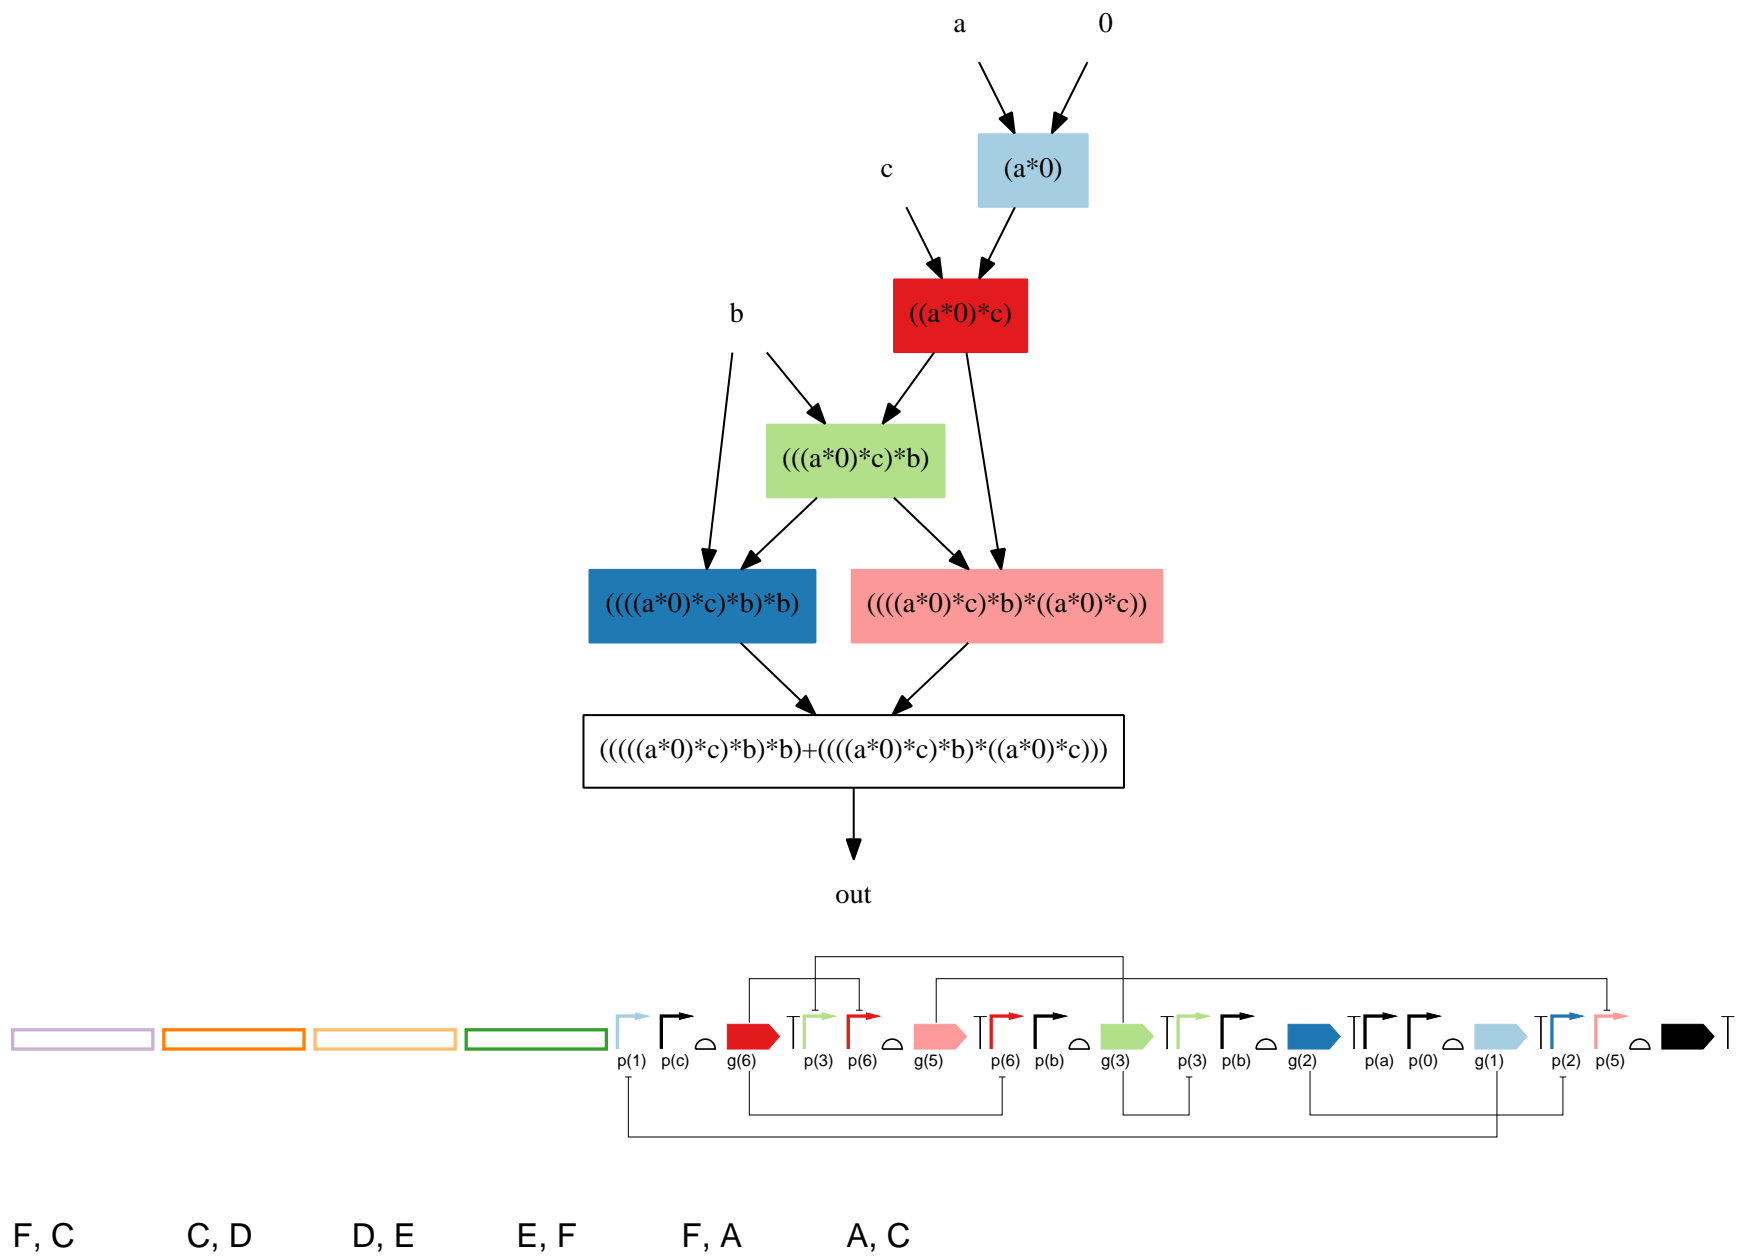 a 0
(a*0)
c
((a*0)*c)
b
(((a*0)*c)*b)
((((a*0)*c)*b)*b) ((((a*0)*c)*b)*((a*0)*c))
(((((a*0)*c)*b)*b)+((((a*0)*c)*b)*((a*0)*c)))
out
p(1) p(c) g(6) p(3) p(6) g(5) p(6) p(b) g(3) p(3) p(b) g(2) p(a) p(0) g(1) p(2) p(5)
F, C C, D D, E E, F F, A A, C